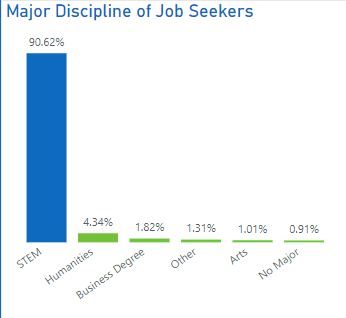 Major Discipline of Job Seekers
90.62%
4.34%
1.82%
1.31%
1.01%
0.91%
STEM
Humanities
Business Degree
Other
Arts
No Major